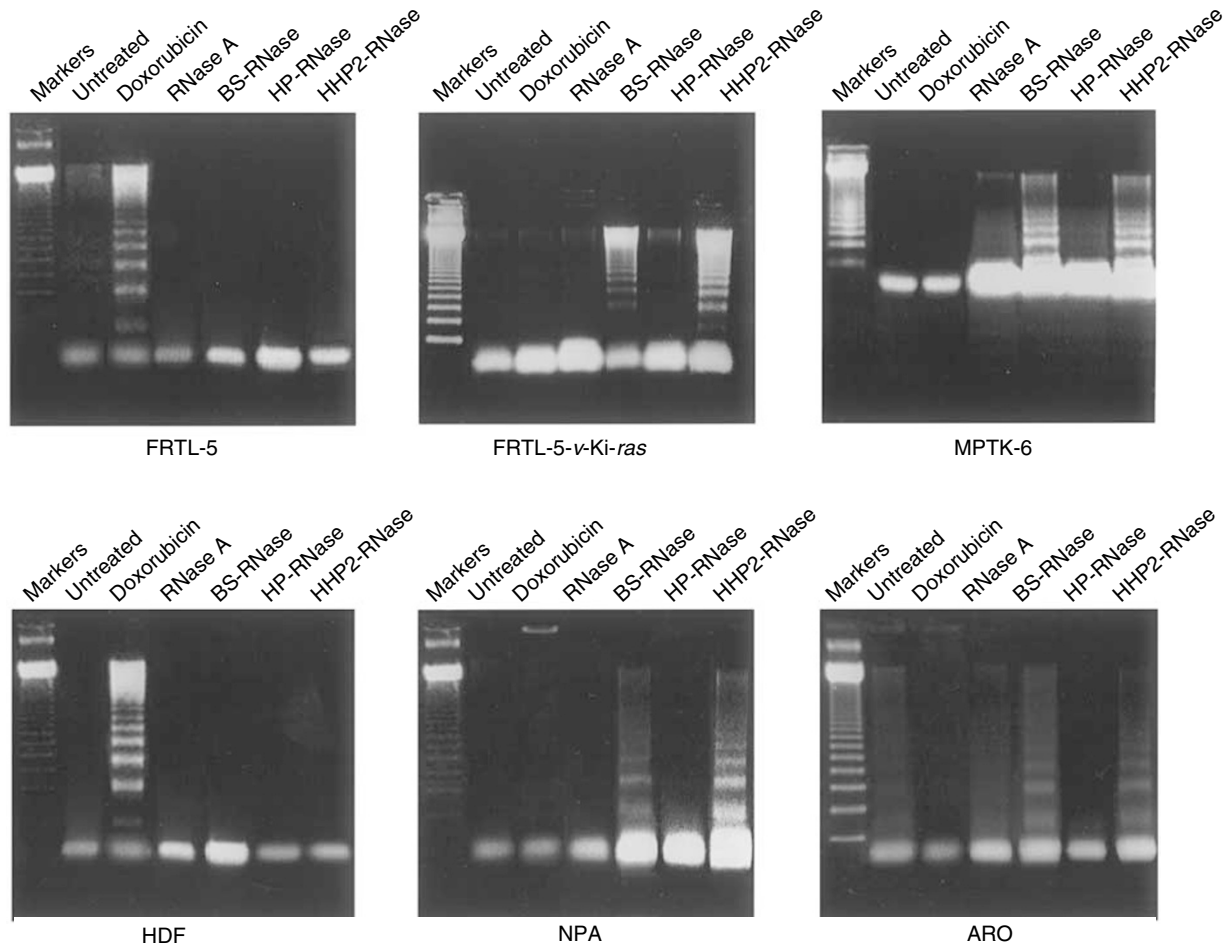 Markers
Untreated
Doxorubicin
RNase A
BS-RNase
HP-RNase
HHP2-RNase
Markers
Untreated
Doxorubicin
RNase A
BS-RNase
HP-RNase
HHP2-RNase
Markers
Untreated
Doxorubicin
RNase A
BS-RNase
HP-RNase
HHP2-RNase
FRTL-5
FRTL-5-v-Ki-ras
MPTK-6
Markers
Untreated
Doxorubicin
RNase A
BS-RNase
HP-RNase
HHP2-RNase
Markers
Untreated
Doxorubicin
RNase A
BS-RNase
HP-RNase
HHP2-RNase
Markers
Untreated
Doxorubicin
RNase A
BS-RNase
HP-RNase
HHP2-RNase
HDF
NPA
ARO